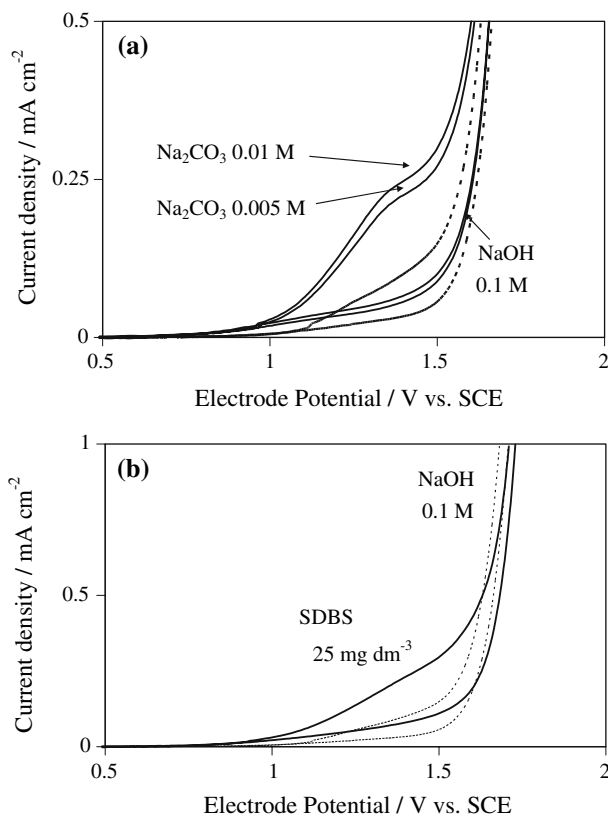 (a)
0.5
0.25
0
Current density / mA cm⁻²
Na₂CO₃ 0.01 M
Na₂CO₃ 0.005 M
NaOH
0.1 M
0.5 1 1.5 2
Electrode Potential / V vs. SCE
(b)
1
0.5
0
Current density / mA cm⁻²
NaOH
0.1 M
SDBS
25 mg dm⁻³
0.5 1 1.5 2
Electrode Potential / V vs. SCE